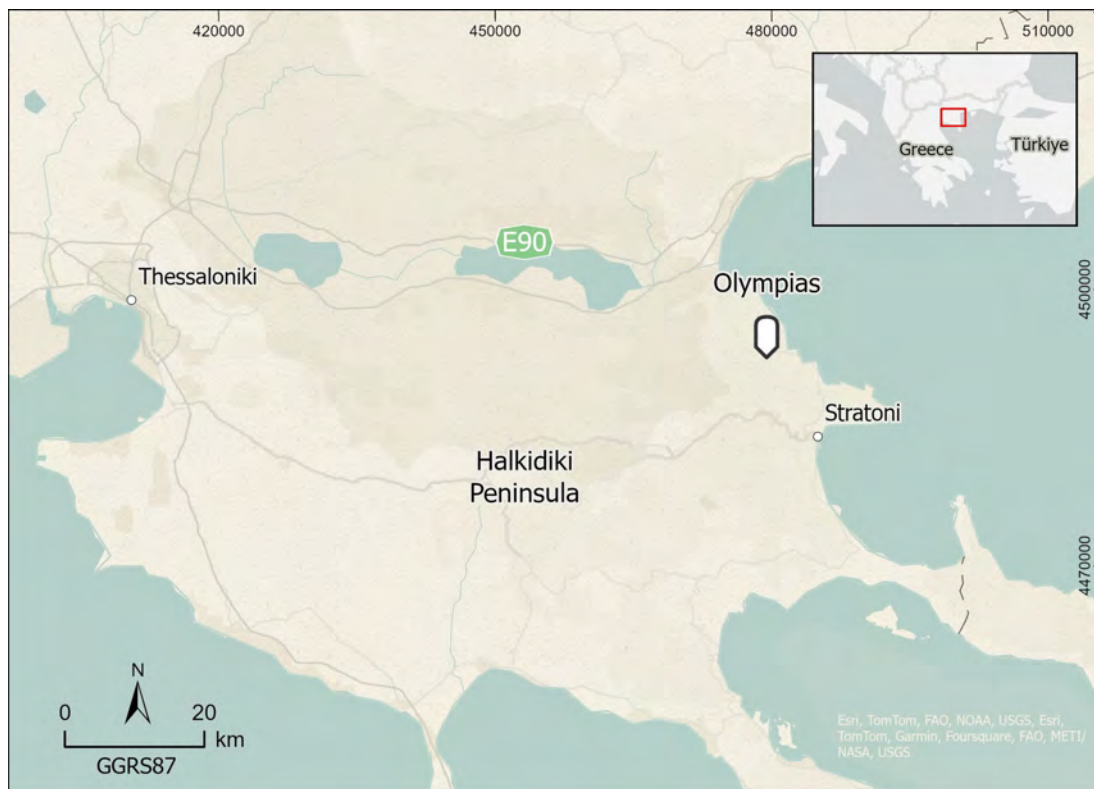 420000
450000
480000
510000
Greece
Türkiye
E90
Thessaloniki
Olympias
4500000
Stratoni
Halkidiki
Peninsula
4470000
N
0
20
km
GGRS87
Esri, TomTom, FAO, NOAA, USGS, Esri,
TomTom, Garmin, Foursquare, FAO, METI/
NASA, USGS